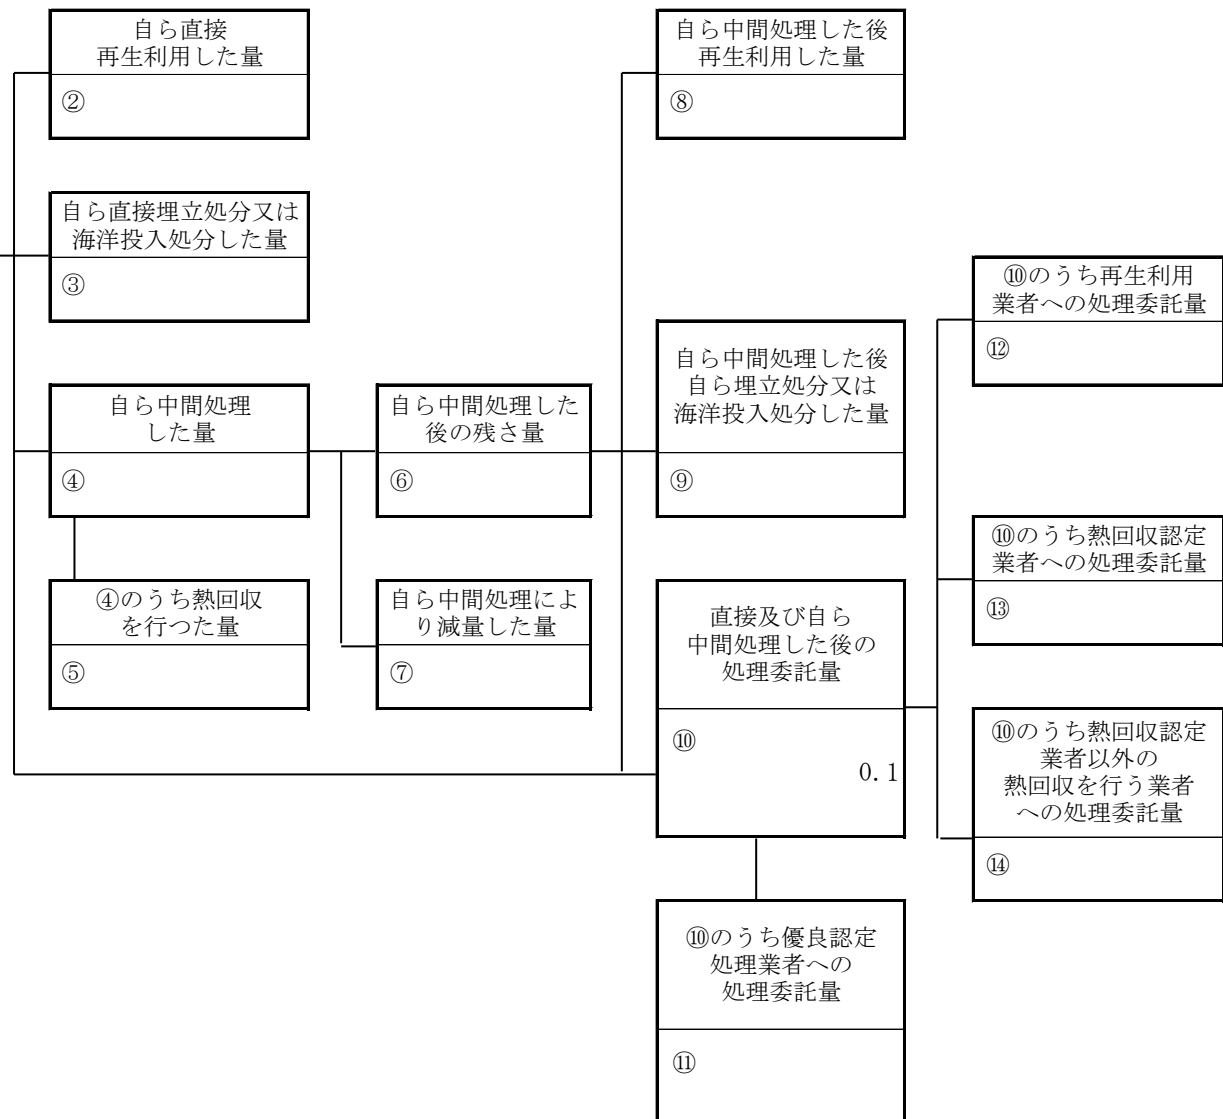 自ら直接
再生利用した量
②
自ら中間処理した後
再生利用した量
⑧
自ら直接埋立処分又は
海洋投入処分した量
③
⑩のうち再生利用
業者への処理委託量
⑫
自ら中間処理
した量
④
自ら中間処理した
後の残さ量
⑥
自ら中間処理した後
自ら埋立処分又は
海洋投入処分した量
⑨
⑩のうち熱回収認定
業者への処理委託量
⑬
④のうち熱回収
を行つた量
⑤
自ら中間処理によ
り減量した量
⑦
直接及び自ら
中間処理した後の
処理委託量
⑩
0.1
⑩のうち熱回収認定
業者以外の
熱回収を行う業者
への処理委託量
⑭
⑩のうち優良認定
処理業者への
処理委託量
⑪